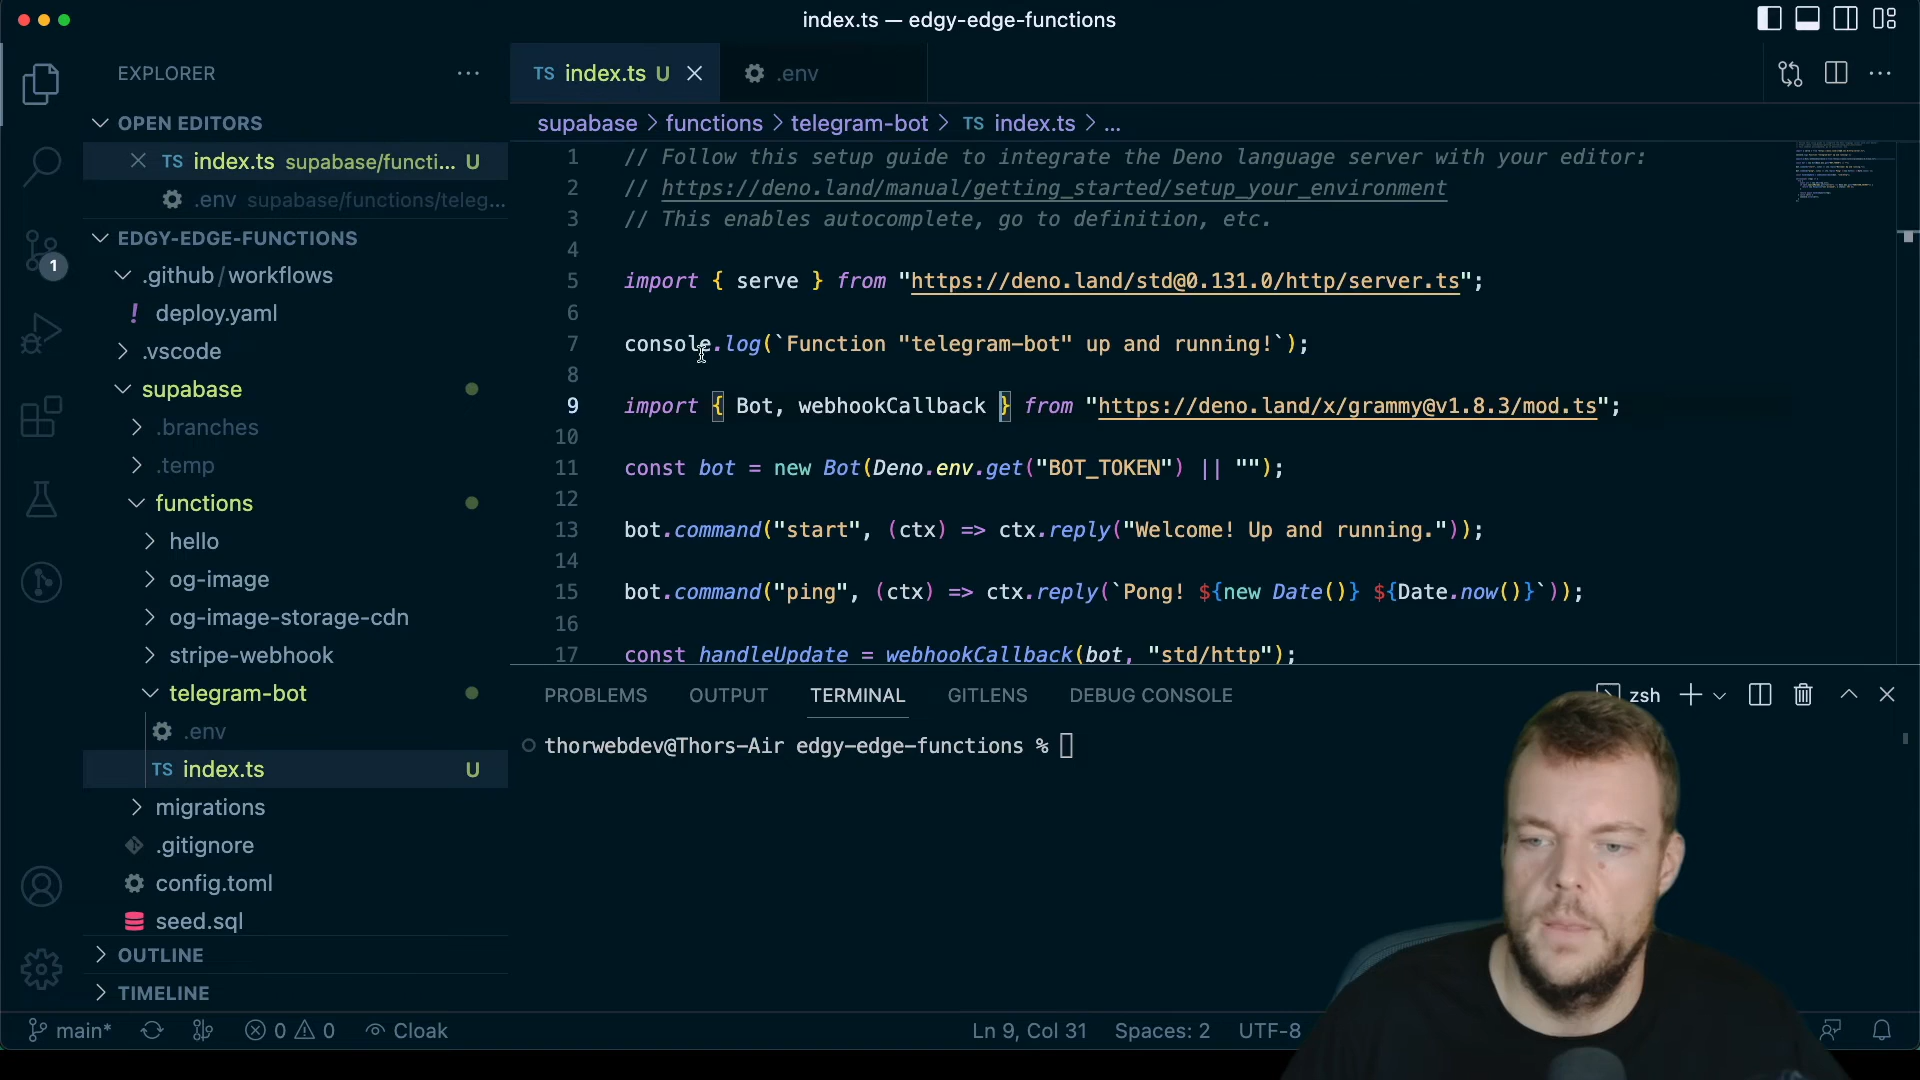 index.ts — edgy-edge-functions
EXPLORER
TS index.ts U
.env
OPEN EDITORS
TS index.ts supabase/functi... U
.env supabase/functions/teleg...
EDGY-EDGE-FUNCTIONS
.github/workflows
! deploy.yaml
.vscode
supabase
.branches
.temp
functions
hello
og-image
og-image-storage-cdn
stripe-webhook
telegram-bot
.env
TS index.ts U
migrations
.gitignore
config.toml
seed.sql
OUTLINE
TIMELINE
1
supabase > functions > telegram-bot > TS index.ts > ...
1 // Follow this setup guide to integrate the Deno language server with your editor:
2 // https://deno.land/manual/getting_started/setup_your_environment
3 // This enables autocomplete, go to definition, etc.
4
5 import { serve } from "https://deno.land/std@0.131.0/http/server.ts";
6
7 console.log(`Function "telegram-bot" up and running!`);
8
9 import { Bot, webhookCallback } from "https://deno.land/x/grammy@v1.8.3/mod.ts";
10
11 const bot = new Bot(Deno.env.get("BOT_TOKEN") || "");
12
13 bot.command("start", (ctx) => ctx.reply("Welcome! Up and running."));
14
15 bot.command("ping", (ctx) => ctx.reply(`Pong! ${new Date()} ${Date.now()}`));
16
17 const handleUpdate = webhookCallback(bot, "std/http");
PROBLEMS OUTPUT TERMINAL GITLENS DEBUG CONSOLE
zsh
thorwebdev@Thors-Air edgy-edge-functions %
main* 0 0 Cloak Ln 9, Col 31 Spaces: 2 UTF-8